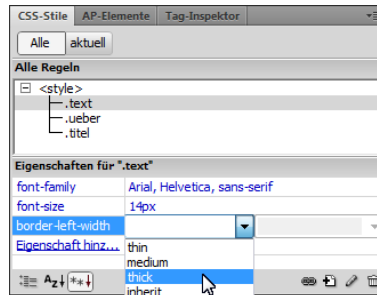 CSS-Stile AP-Elemente Tag-Inspektor
Alle aktuell
Alle Regeln
<style>
.text
.ueber
.titel
Eigenschaften für ".text"
font-family Arial, Helvetica, sans-serif
font-size 14px
border-left-width
Eigenschaft hinz... thin
medium
thick
inherit